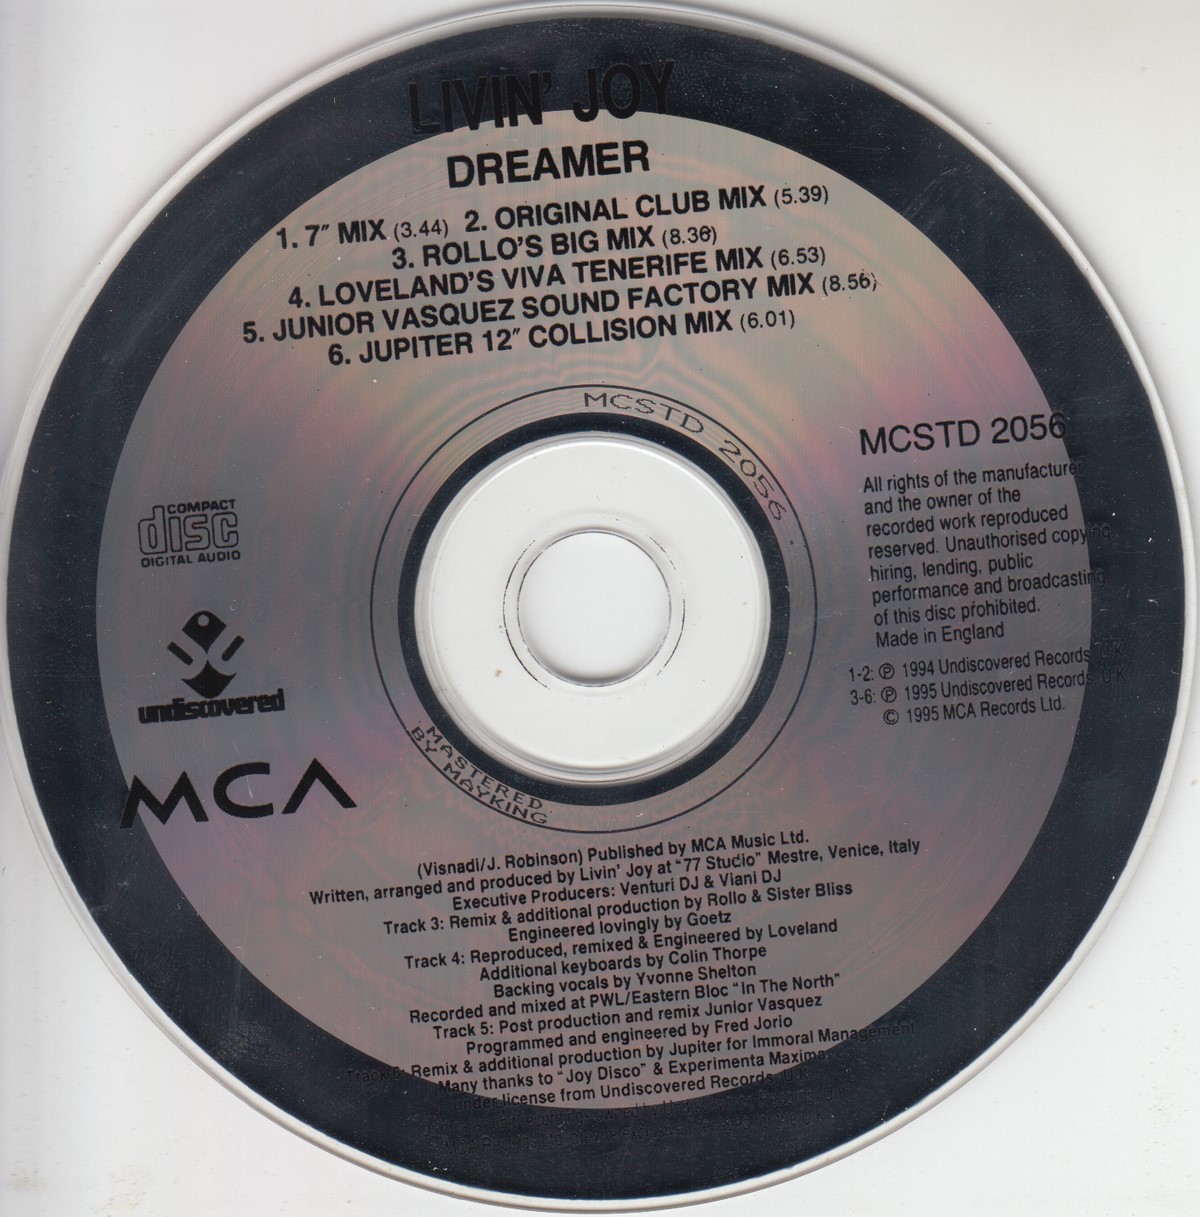 LIVIN' JOY
DREAMER
1. 7" MIX (3.44) 2. ORIGINAL CLUB MIX (5.39)
3. ROLLO'S BIG MIX (8.36)
4. LOVELAND'S VIVA TENERIFE MIX (6.53)
5. JUNIOR VASQUEZ SOUND FACTORY MIX (8.56)
6. JUPITER 12" COLLISION MIX (6.01)
MCSTD 2056
MCSTD 2056
All rights of the manufacturer
and the owner of the
recorded work reproduced
reserved. Unauthorised copying
hiring, lending, public
performance and broadcasting
of this disc prohibited.
Made in England
1-2: ℗ 1994 Undiscovered Records U.K
3-6: ℗ 1995 Undiscovered Records, U.K
© 1995 MCA Records Ltd.
COMPACT
disc
DIGITAL AUDIO
undiscovered
MCA
MASTERED
BY MAYKING
(Visnadi/J. Robinson) Published by MCA Music Ltd.
Written, arranged and produced by Livin' Joy at "77 Studio" Mestre, Venice, Italy
Executive Producers: Venturi DJ & Viani DJ
Track 3: Remix & additional production by Rollo & Sister Bliss
Engineered lovingly by Goetz
Track 4: Reproduced, remixed & Engineered by Loveland
Additional keyboards by Colin Thorpe
Backing vocals by Yvonne Shelton
Recorded and mixed at PWL/Eastern Bloc "In The North"
Track 5: Post production and remix Junior Vasquez
Programmed and engineered by Fred Jorio
Track 6: Remix & additional production by Jupiter for Immoral Management
Many thanks to "Joy Disco" & Experimenta Maxima
Under license from Undiscovered Records, U.K